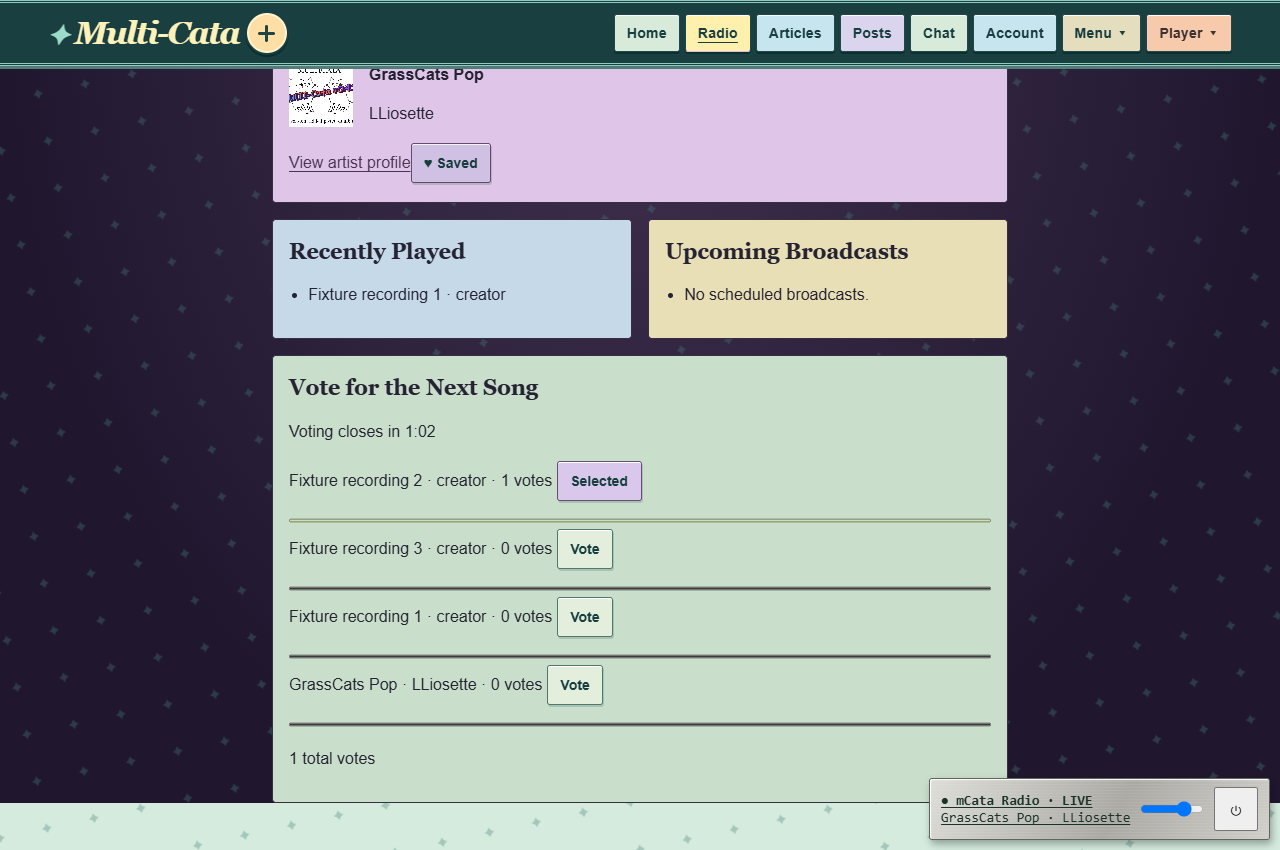 Multi-Cata
Home
Radio
Articles
Posts
Chat
Account
Menu
Player
GrassCats Pop
LLiosette
View artist profile
♥ Saved
Recently Played
• Fixture recording 1 · creator
Upcoming Broadcasts
• No scheduled broadcasts.
Vote for the Next Song
Voting closes in 1:02
Fixture recording 2 · creator · 1 votes Selected
Fixture recording 3 · creator · 0 votes Vote
Fixture recording 1 · creator · 0 votes Vote
GrassCats Pop · LLiosette · 0 votes Vote
1 total votes
● mCata Radio · LIVE
GrassCats Pop · LLiosette